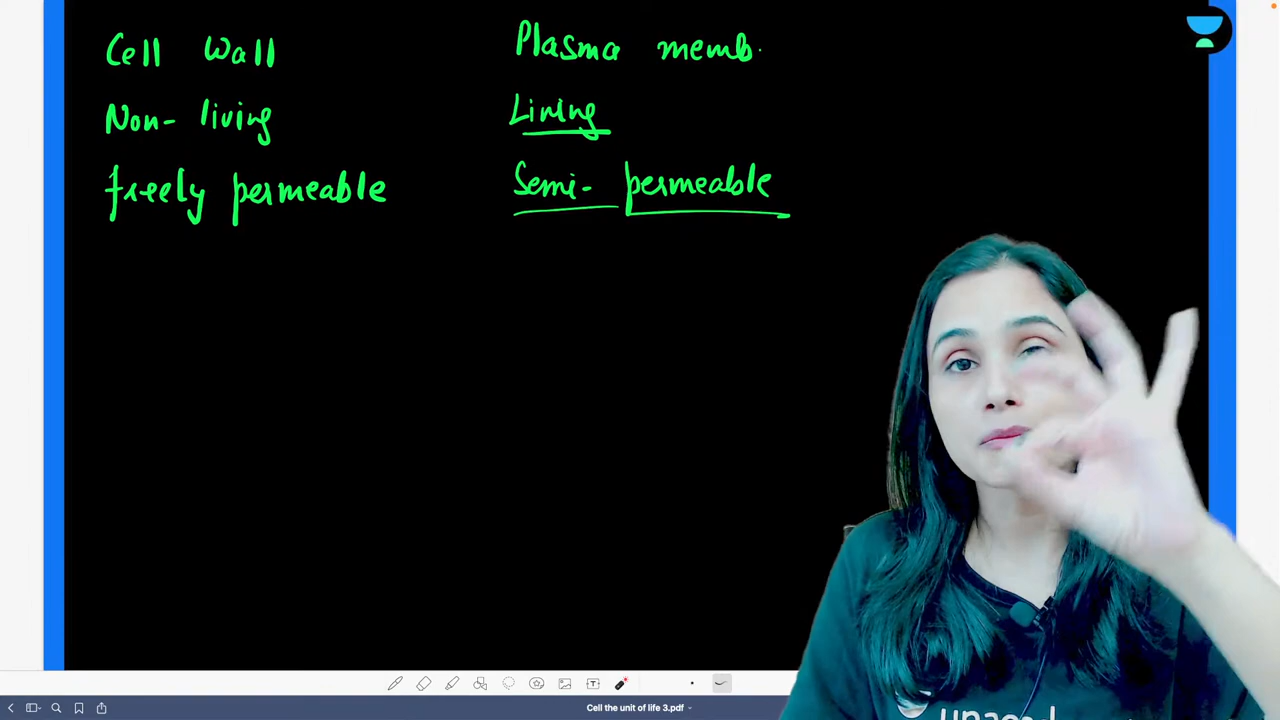 Cell Wall
Plasma memb.
Non-living
Living
freely permeable
Semi-permeable
Cell the unit of life 3.pdf